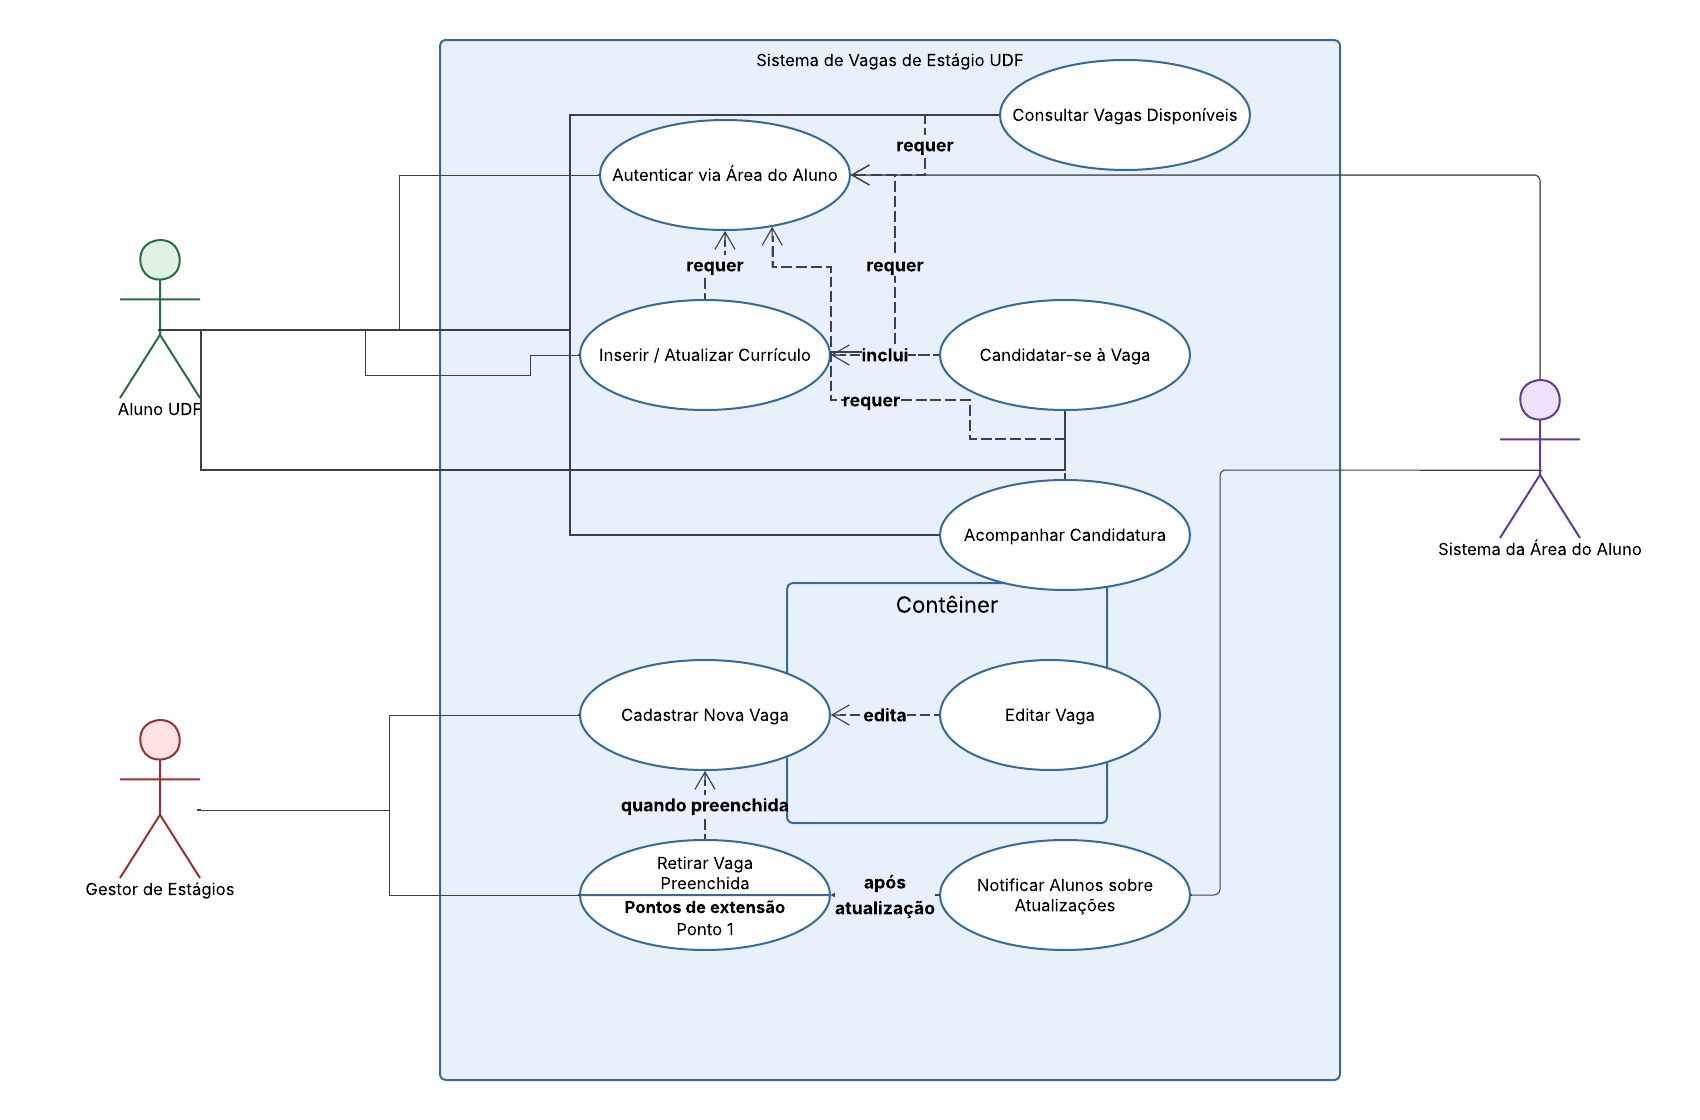 Sistema de Vagas de Estágio UDF
Consultar Vagas Disponíveis
requer
Autenticar via Área do Aluno
requer
requer
Inserir / Atualizar Currículo
inclui
Candidatar-se à Vaga
requer
Aluno UDF
Acompanhar Candidatura
Sistema da Área do Aluno
Contêiner
Cadastrar Nova Vaga
edita
Editar Vaga
quando preenchida
Retirar Vaga
Preenchida
Pontos de extensão
Ponto 1
após
atualização
Notificar Alunos sobre
Atualizações
Gestor de Estágios